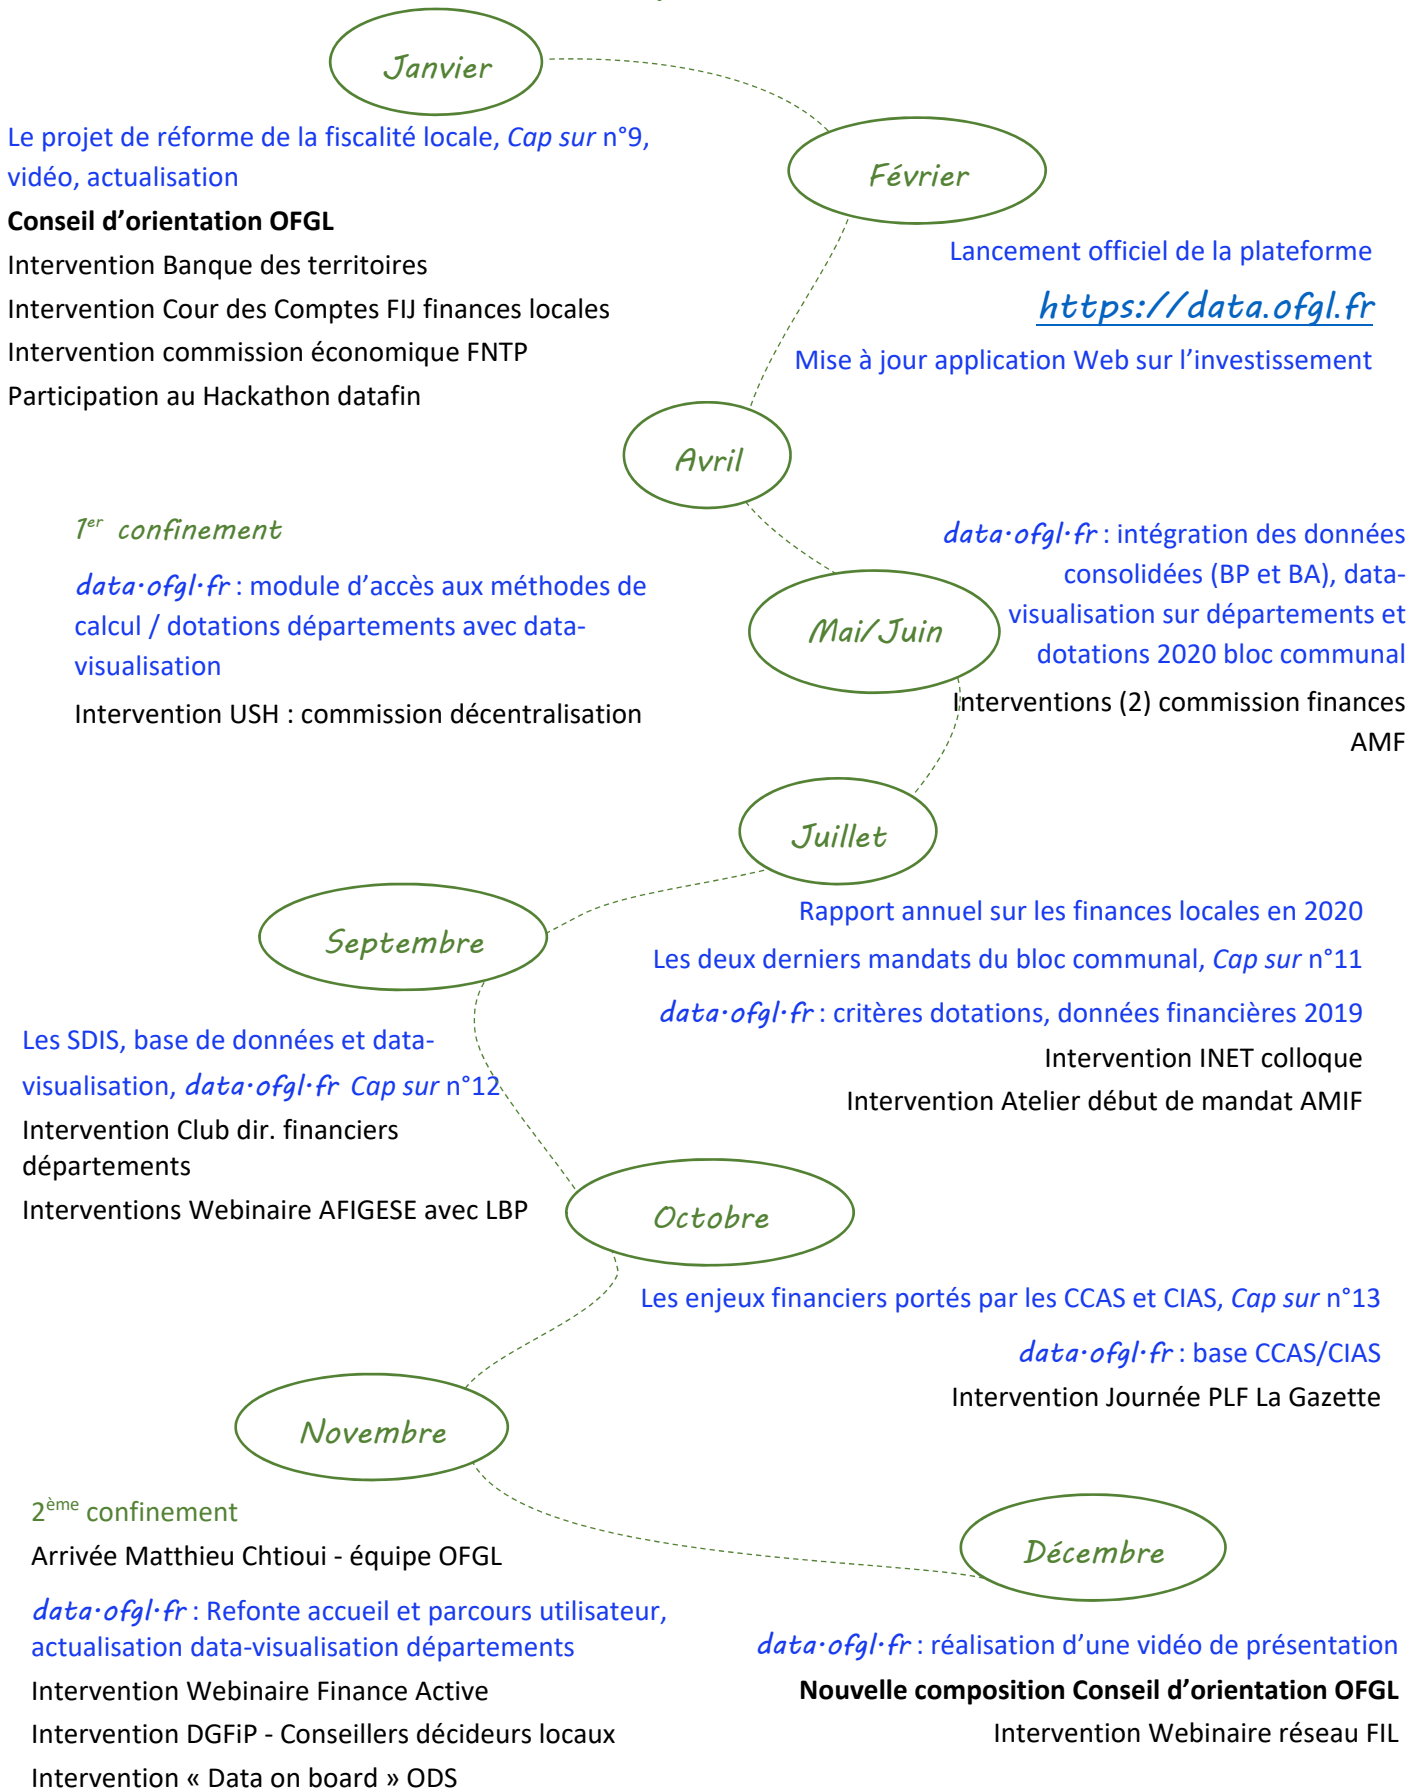 Janvier
Le projet de réforme de la fiscalité locale, Cap sur n°9,
vidéo, actualisation
Conseil d’orientation OFGL
Intervention Banque des territoires
Intervention Cour des Comptes FIJ finances locales
Intervention commission économique FNTP
Participation au Hackathon datafin
Février
Lancement officiel de la plateforme
https://data.ofgl.fr
Mise à jour application Web sur l’investissement
Avril
1er confinement
data·ofgl·fr : module d’accès aux méthodes de
calcul / dotations départements avec data-
visualisation
Intervention USH : commission décentralisation
Mai/Juin
data·ofgl·fr : intégration des données
consolidées (BP et BA), data-
visualisation sur départements et
dotations 2020 bloc communal
Interventions (2) commission finances
AMF
Juillet
Rapport annuel sur les finances locales en 2020
Les deux derniers mandats du bloc communal, Cap sur n°11
data·ofgl·fr : critères dotations, données financières 2019
Intervention INET colloque
Intervention Atelier début de mandat AMIF
Septembre
Les SDIS, base de données et data-
visualisation, data·ofgl·fr Cap sur n°12
Intervention Club dir. financiers
départements
Interventions Webinaire AFIGESE avec LBP
Octobre
Les enjeux financiers portés par les CCAS et CIAS, Cap sur n°13
data·ofgl·fr : base CCAS/CIAS
Intervention Journée PLF La Gazette
Novembre
2ème confinement
Arrivée Matthieu Chtioui - équipe OFGL
data·ofgl·fr : Refonte accueil et parcours utilisateur,
actualisation data-visualisation départements
Intervention Webinaire Finance Active
Intervention DGFiP - Conseillers décideurs locaux
Intervention « Data on board » ODS
Décembre
data·ofgl·fr : réalisation d’une vidéo de présentation
Nouvelle composition Conseil d’orientation OFGL
Intervention Webinaire réseau FIL